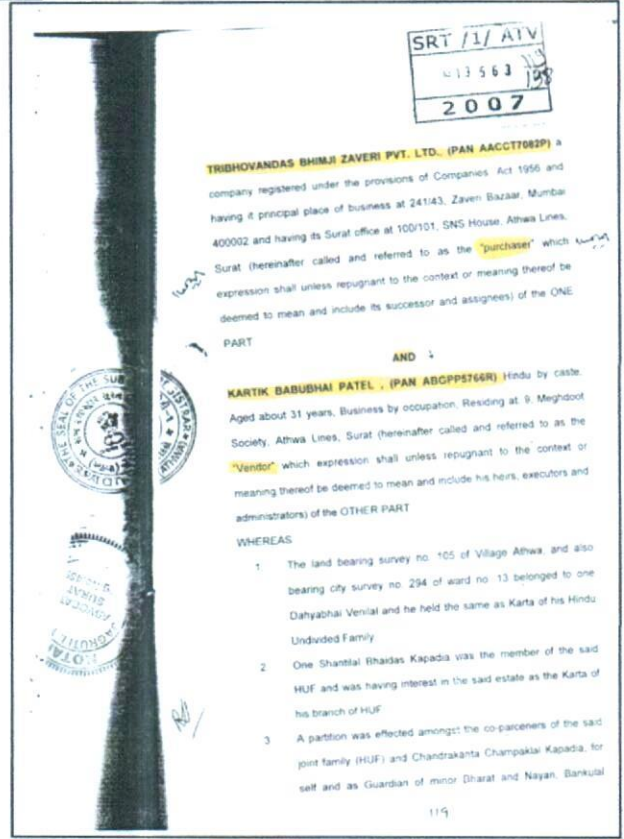 SRT /1/ ATV
13563
119
198
2007
TRIBHOVANDAS BHIMJI ZAVERI PVT. LTD., (PAN AACCT7082P) a
company registered under the provisions of Companies Act 1956 and
having it principal place of business at 241/43, Zaveri Bazaar, Mumbai
400002 and having its Surat office at 100/101, SNS House, Athwa Lines,
Surat (hereinafter called and referred to as the "purchaser" which
expression shall unless repugnant to the context or meaning thereof be
deemed to mean and include its successor and assignees) of the ONE
PART
AND
KARTIK BABUBHAI PATEL , (PAN ABGPP5766R) Hindu by caste,
Aged about 31 years, Business by occupation, Residing at 9, Meghdoot
Society, Athwa Lines, Surat (hereinafter called and referred to as the
"Vendor" which expression shall unless repugnant to the context or
meaning thereof be deemed to mean and include his heirs, executors and
administrators) of the OTHER PART
THE SEAL OF THE SUB REGISTRAR
WHEREAS
1 The land bearing survey no. 105 of Village Athwa, and also
bearing city survey no. 294 of ward no. 13 belonged to one
Dahyabhai Venilal and he held the same as Karta of his Hindu
Undivided Family
ADVOCATE
SURAT
2 One Shantilal Bhaidas Kapadia was the member of the said
HUF and was having interest in the said estate as the Karta of
his branch of HUF
3 A partition was effected amongst the co-parceners of the said
joint family (HUF) and Chandrakanta Champaklal Kapadia, for
self and as Guardian of minor Bharat and Nayan, Bankulal
119